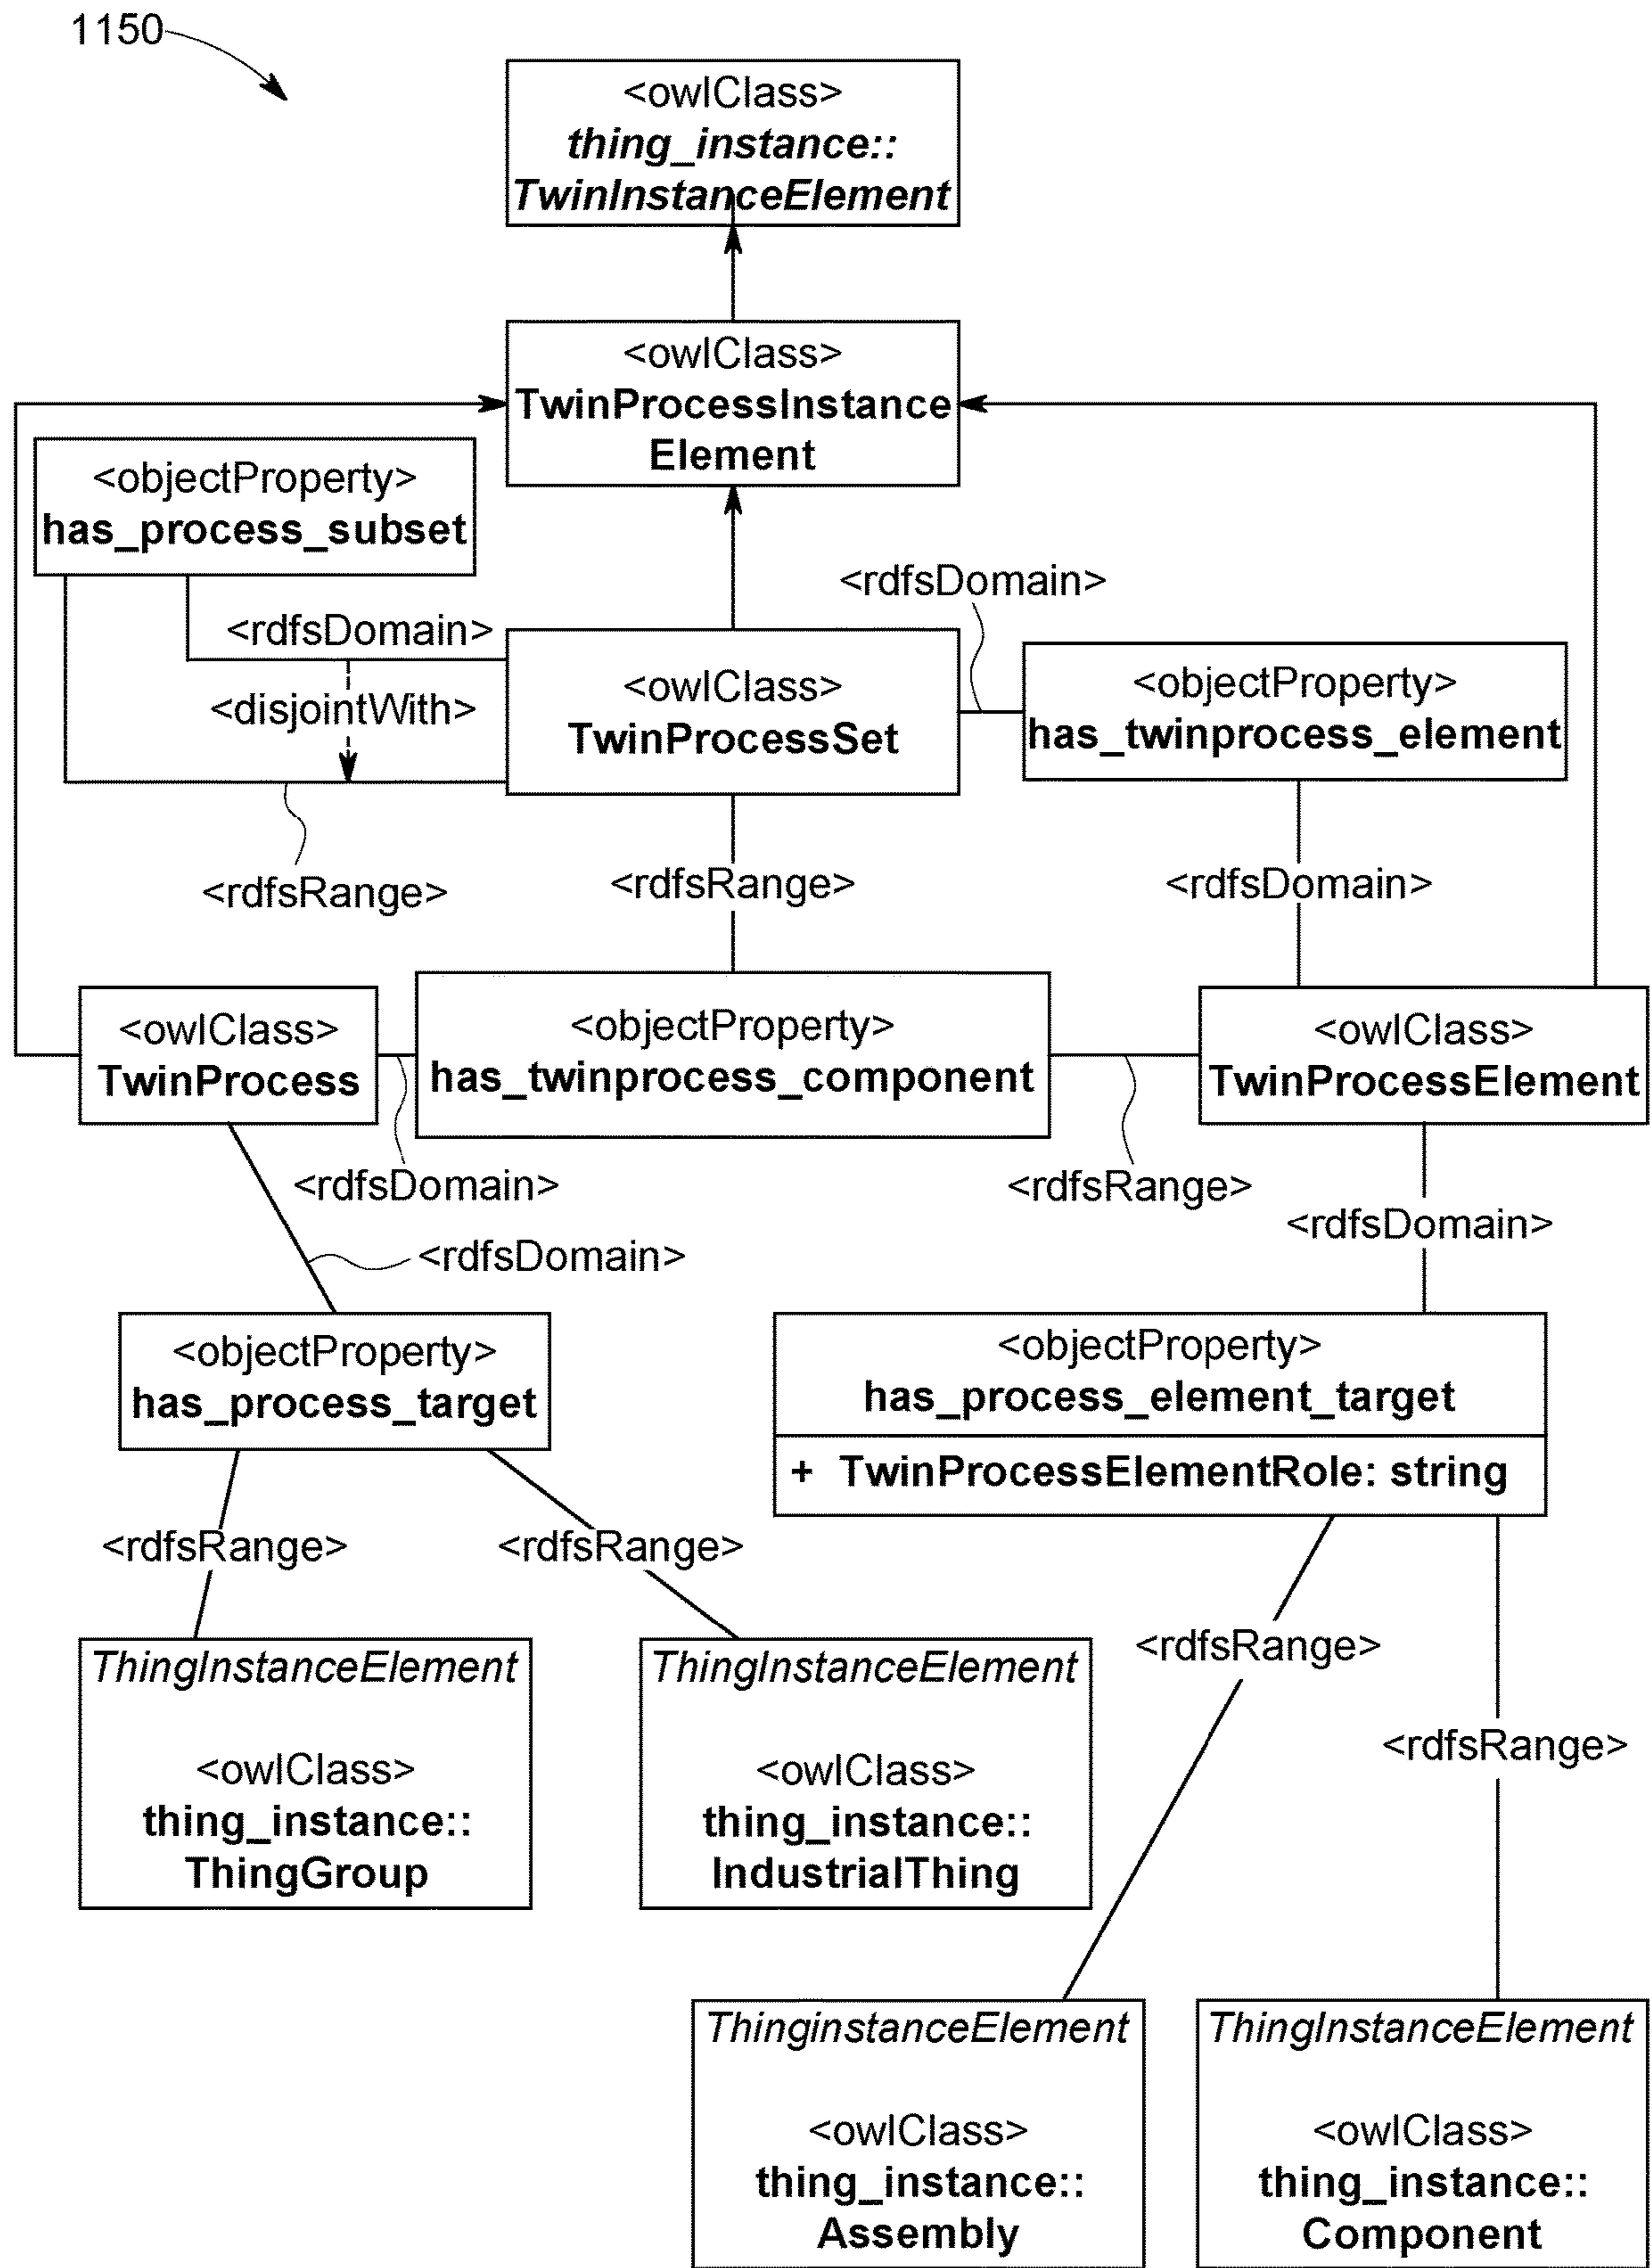 1150
<owlClass>
thing_instance::
TwinInstanceElement
<owlClass>
TwinProcessInstance
Element
<objectProperty>
has_process_subset
<rdfsDomain>
<rdfsDomain>
<disjointWith>
<owlClass>
TwinProcessSet
<objectProperty>
has_twinprocess_element
<rdfsRange>
<rdfsRange>
<rdfsDomain>
<owlClass>
TwinProcess
<objectProperty>
has_twinprocess_component
<owlClass>
TwinProcessElement
<rdfsDomain>
<rdfsRange>
<rdfsDomain>
<rdfsDomain>
<objectProperty>
has_process_target
<objectProperty>
has_process_element_target
+ TwinProcessElementRole: string
<rdfsRange>
<rdfsRange>
<rdfsRange>
<rdfsRange>
ThingInstanceElement
<owlClass>
thing_instance::
ThingGroup
ThingInstanceElement
<owlClass>
thing_instance::
IndustrialThing
ThinginstanceElement
<owlClass>
thing_instance::
Assembly
ThingInstanceElement
<owlClass>
thing_instance::
Component